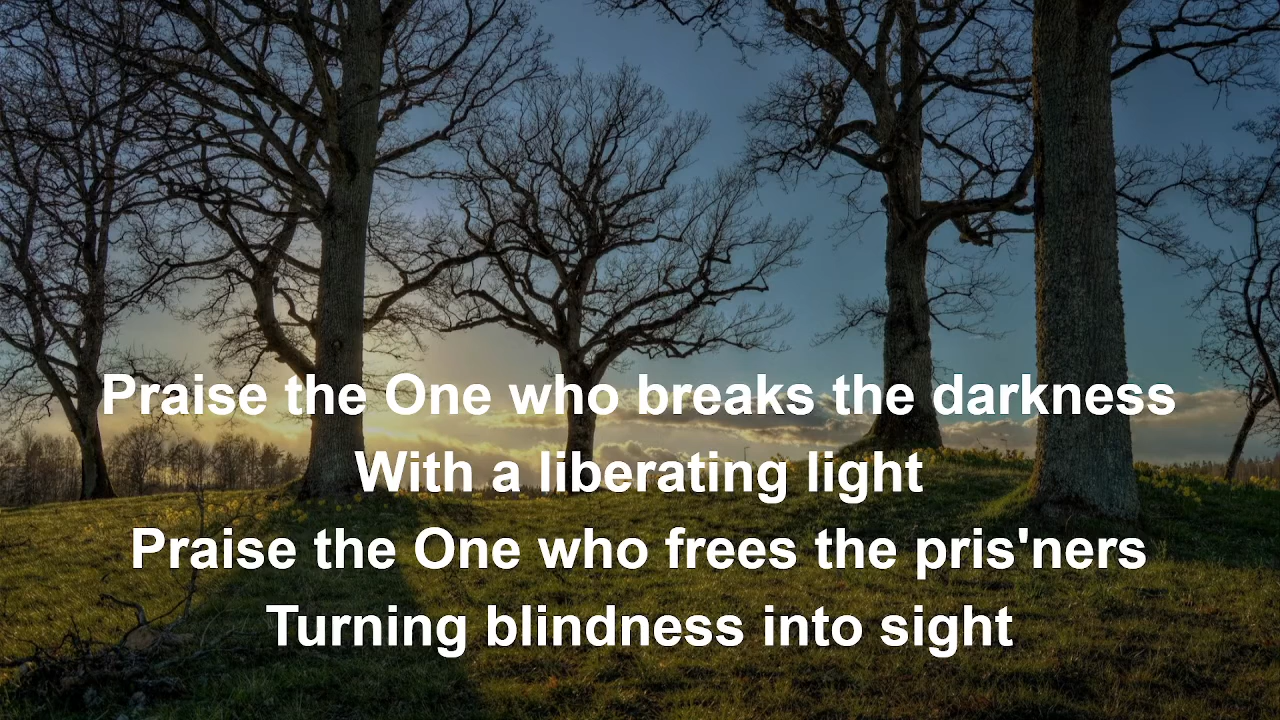 Praise the One who breaks the darkness
With a liberating light
Praise the One who frees the pris'ners
Turning blindness into sight